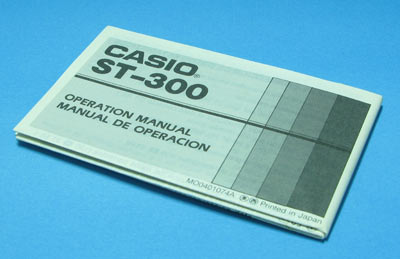 CASIO®
ST-300
OPERATION MANUAL
MANUAL DE OPERACION
MO0401074A Printed in Japan